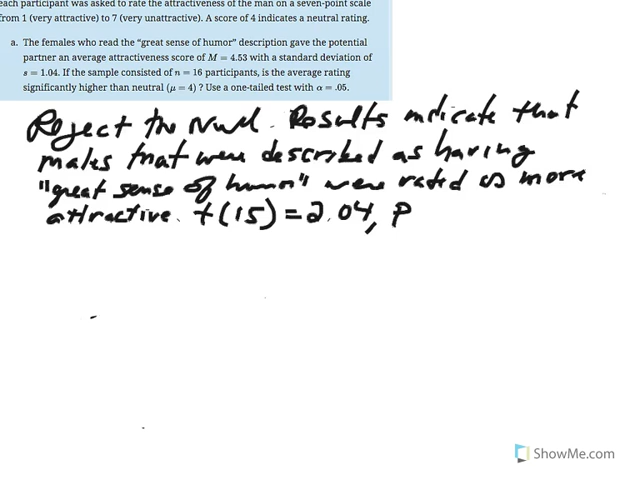 each participant was asked to rate the attractiveness of the man on a seven-point scale
from 1 (very attractive) to 7 (very unattractive). A score of 4 indicates a neutral rating.
a. The females who read the “great sense of humor” description gave the potential
partner an average attractiveness score of M = 4.53 with a standard deviation of
s = 1.04. If the sample consisted of n = 16 participants, is the average rating
significantly higher than neutral (μ = 4) ? Use a one-tailed test with α = .05.
Reject the Null. Results indicate that
males that were described as having
"great sense of humor" were rated as more
attractive. t(15) = 2.04, P
ShowMe.com